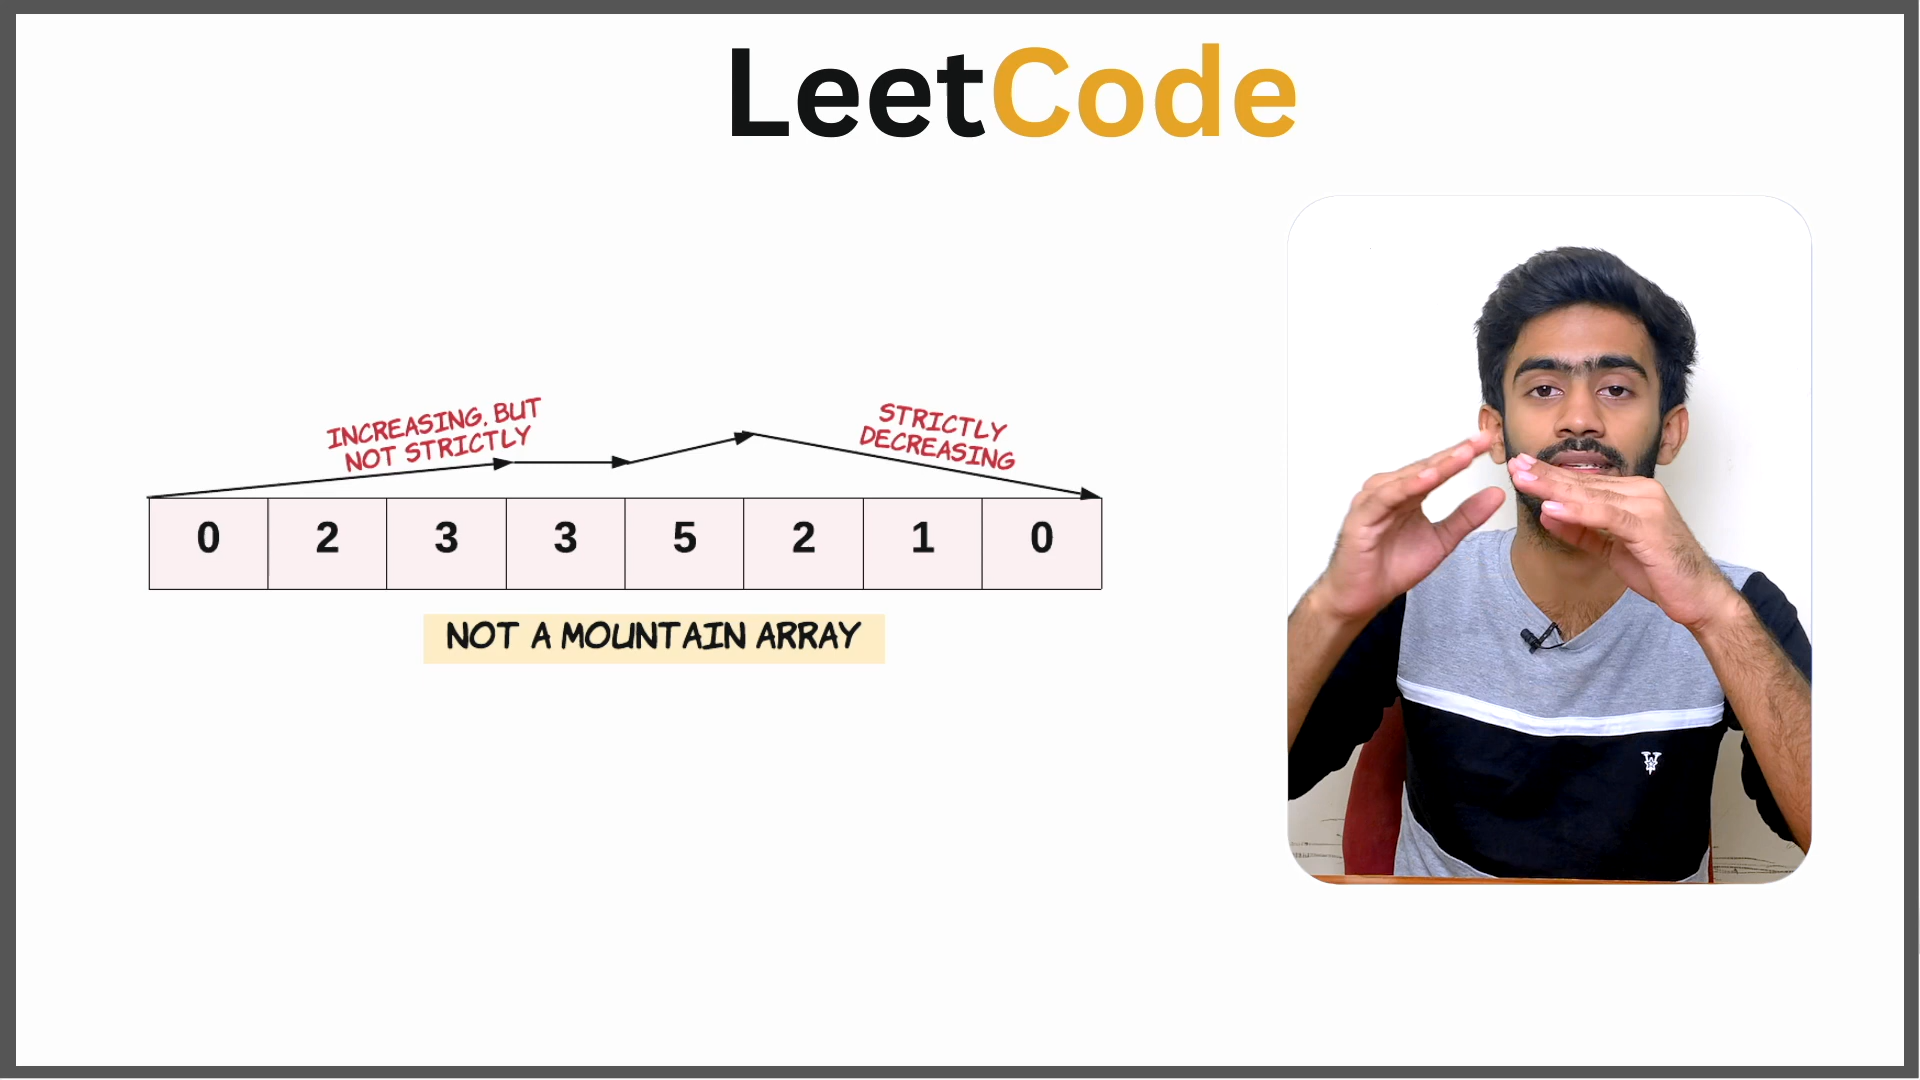 LeetCode
INCREASING, BUT
NOT STRICTLY
STRICTLY
DECREASING
0 2 3 3 5 2 1 0
NOT A MOUNTAIN ARRAY